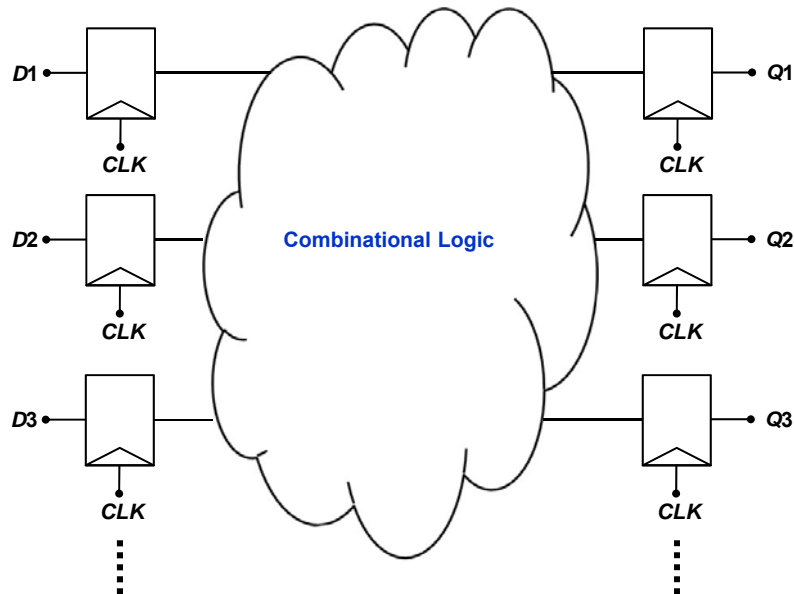 D1
Q1
CLK
CLK
D2
Combinational Logic
Q2
CLK
CLK
D3
Q3
CLK
CLK